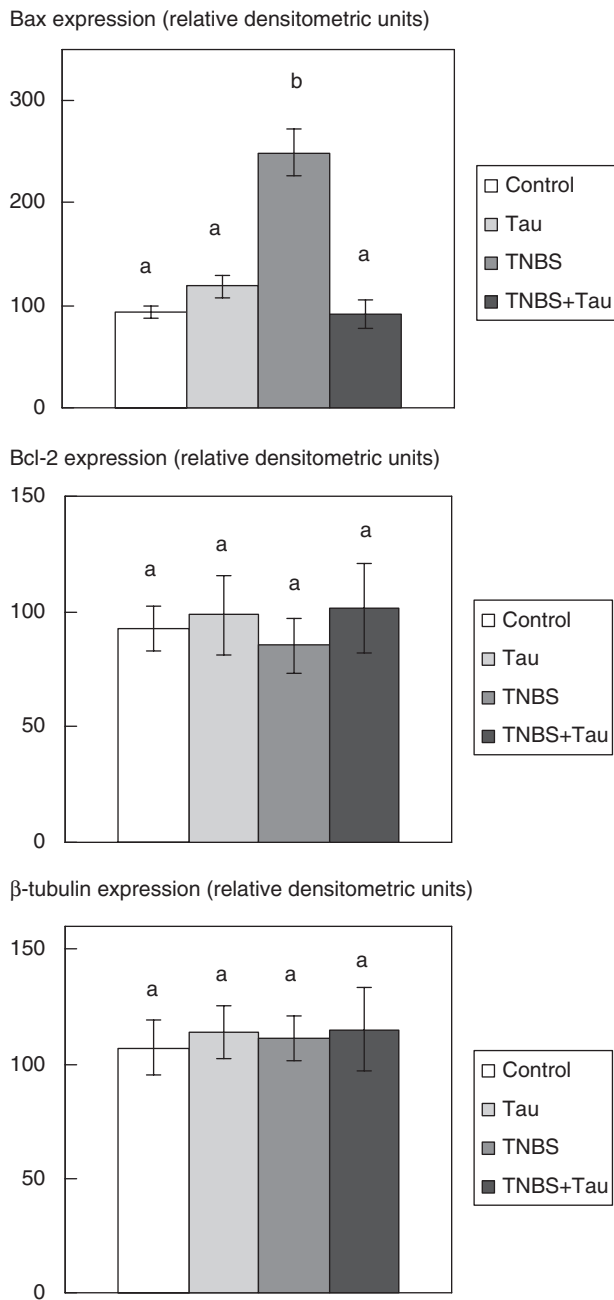 Bax expression (relative densitometric units)
300
200
100
0
a
a
b
a
Control
Tau
TNBS
TNBS+Tau
Bcl-2 expression (relative densitometric units)
150
100
50
0
a
a
a
a
Control
Tau
TNBS
TNBS+Tau
β-tubulin expression (relative densitometric units)
150
100
50
0
a
a
a
a
Control
Tau
TNBS
TNBS+Tau